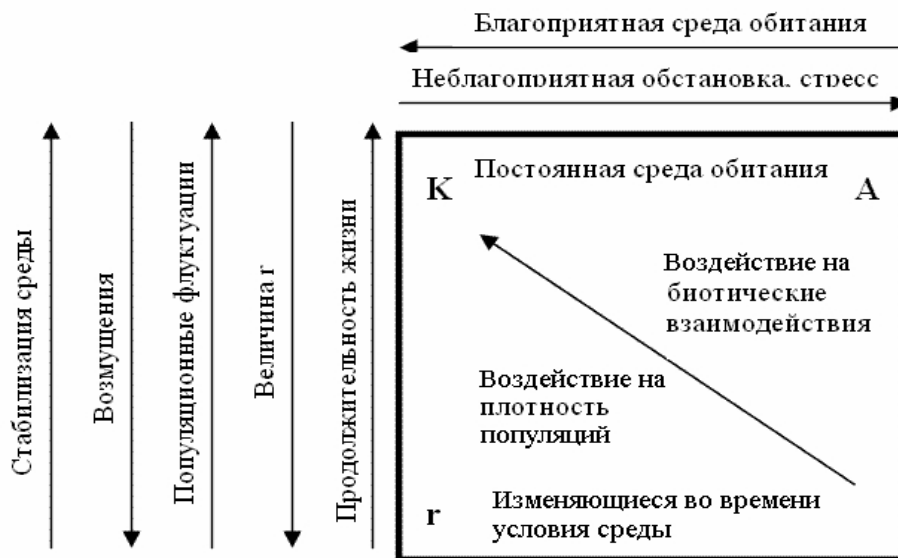 Благоприятная среда обитания
Неблагоприятная обстановка, стресс
Стабилизация среды
Возмущения
Популяционные флуктуации
Величина r
Продолжительность жизни
K
Постоянная среда обитания
A
Воздействие на
биотические
взаимодействия
Воздействие на
плотность
популяций
r
Изменяющиеся во времени
условия среды